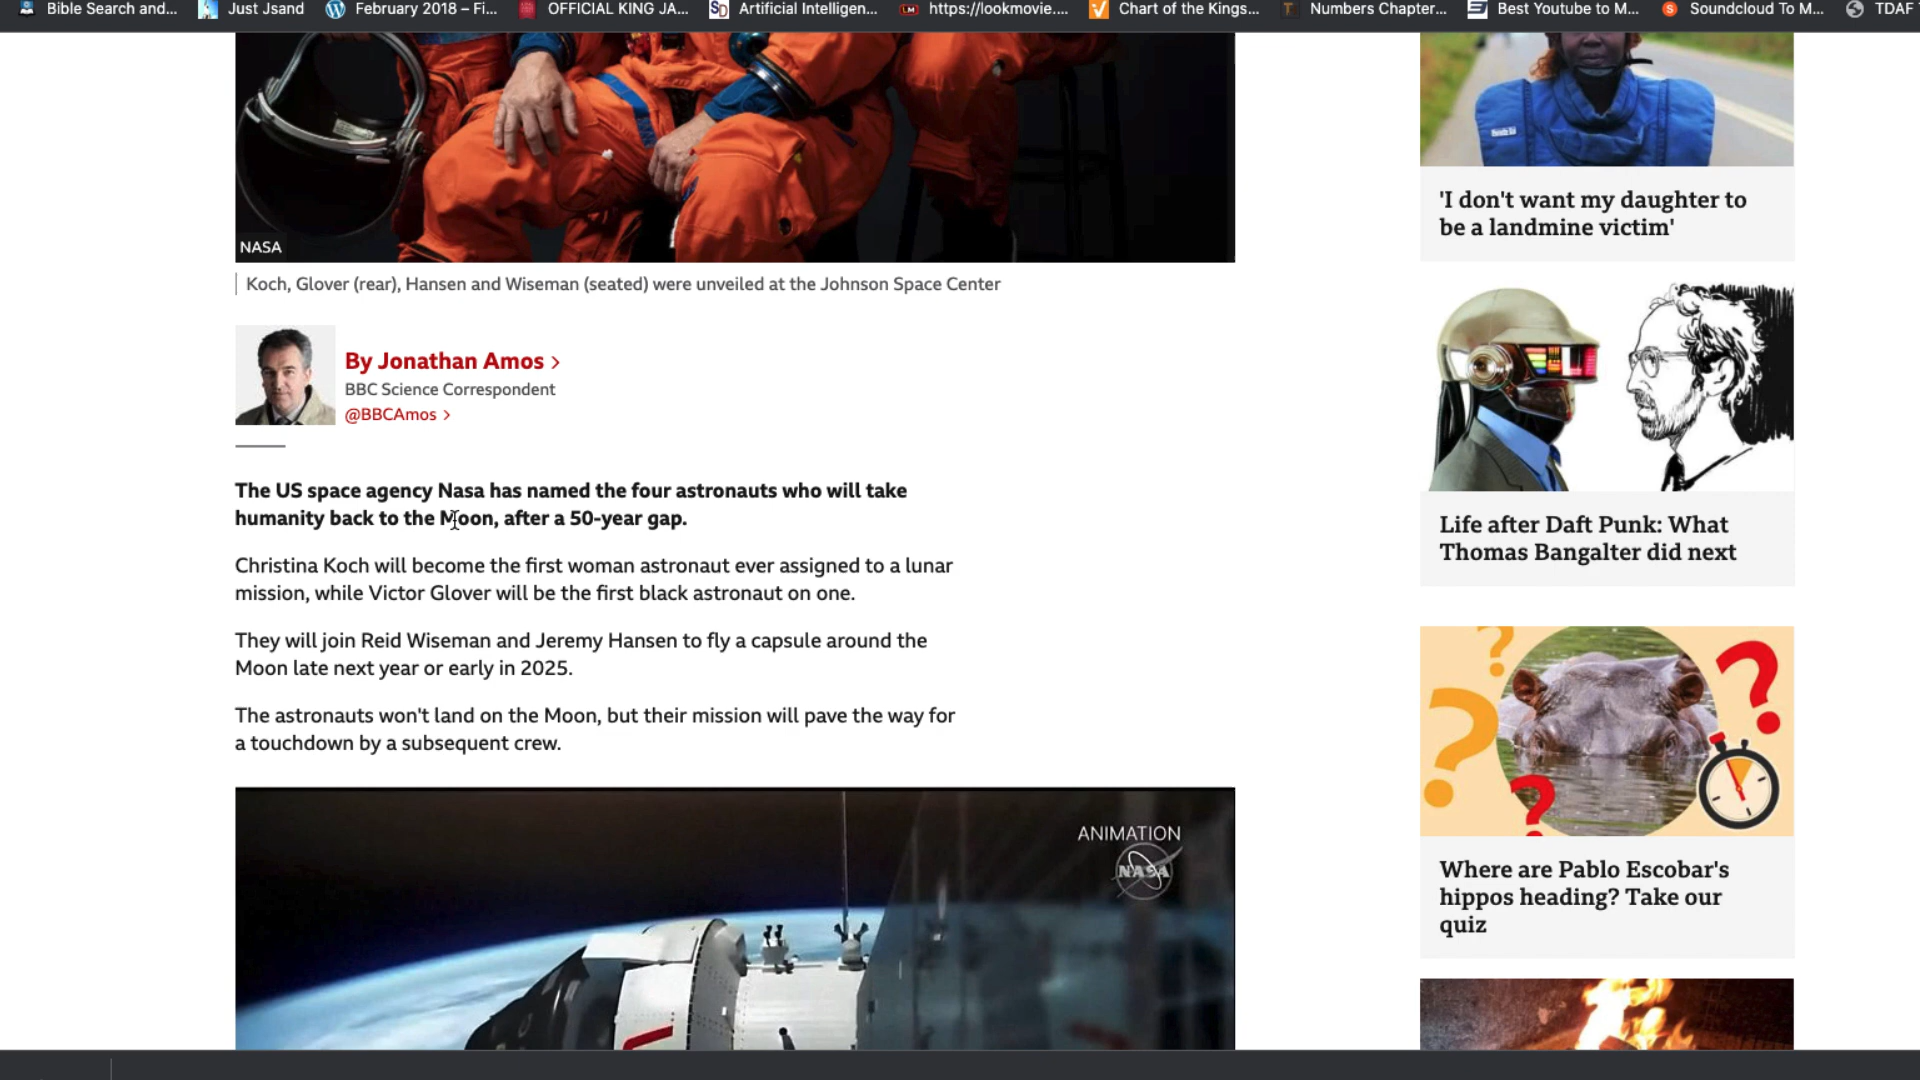 Bible Search and...
Just Jsand
February 2018 – Fi...
OFFICIAL KING JA...
Artificial Intelligen...
https://lookmovie....
Chart of the Kings...
Numbers Chapter...
Best Youtube to M...
Soundcloud To M...
TDAF
NASA
Koch, Glover (rear), Hansen and Wiseman (seated) were unveiled at the Johnson Space Center
By Jonathan Amos
BBC Science Correspondent
@BBCAmos
The US space agency Nasa has named the four astronauts who will take
humanity back to the Moon, after a 50-year gap.
Christina Koch will become the first woman astronaut ever assigned to a lunar
mission, while Victor Glover will be the first black astronaut on one.
They will join Reid Wiseman and Jeremy Hansen to fly a capsule around the
Moon late next year or early in 2025.
The astronauts won't land on the Moon, but their mission will pave the way for
a touchdown by a subsequent crew.
ANIMATION
NASA
'I don't want my daughter to
be a landmine victim'
Life after Daft Punk: What
Thomas Bangalter did next
Where are Pablo Escobar's
hippos heading? Take our
quiz